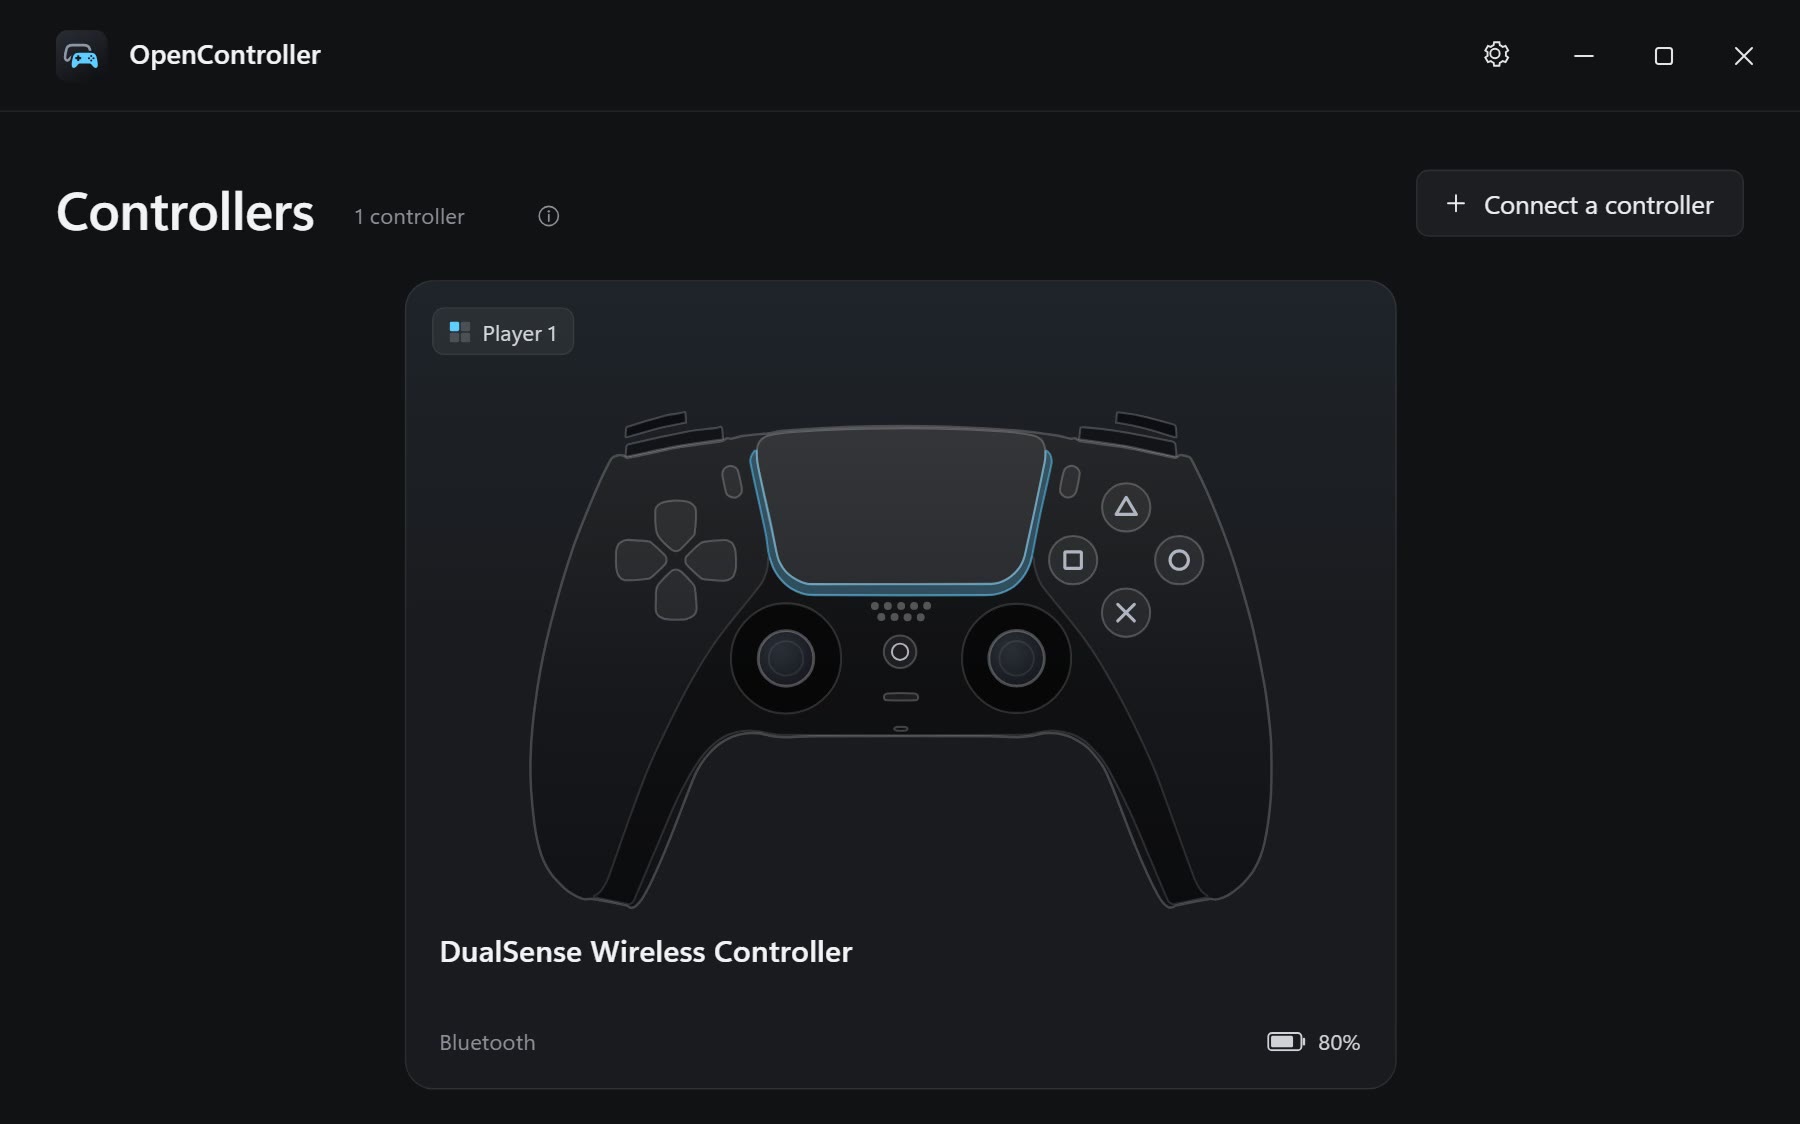 OpenController
Controllers
1 controller
Connect a controller
Player 1
DualSense Wireless Controller
Bluetooth
80%